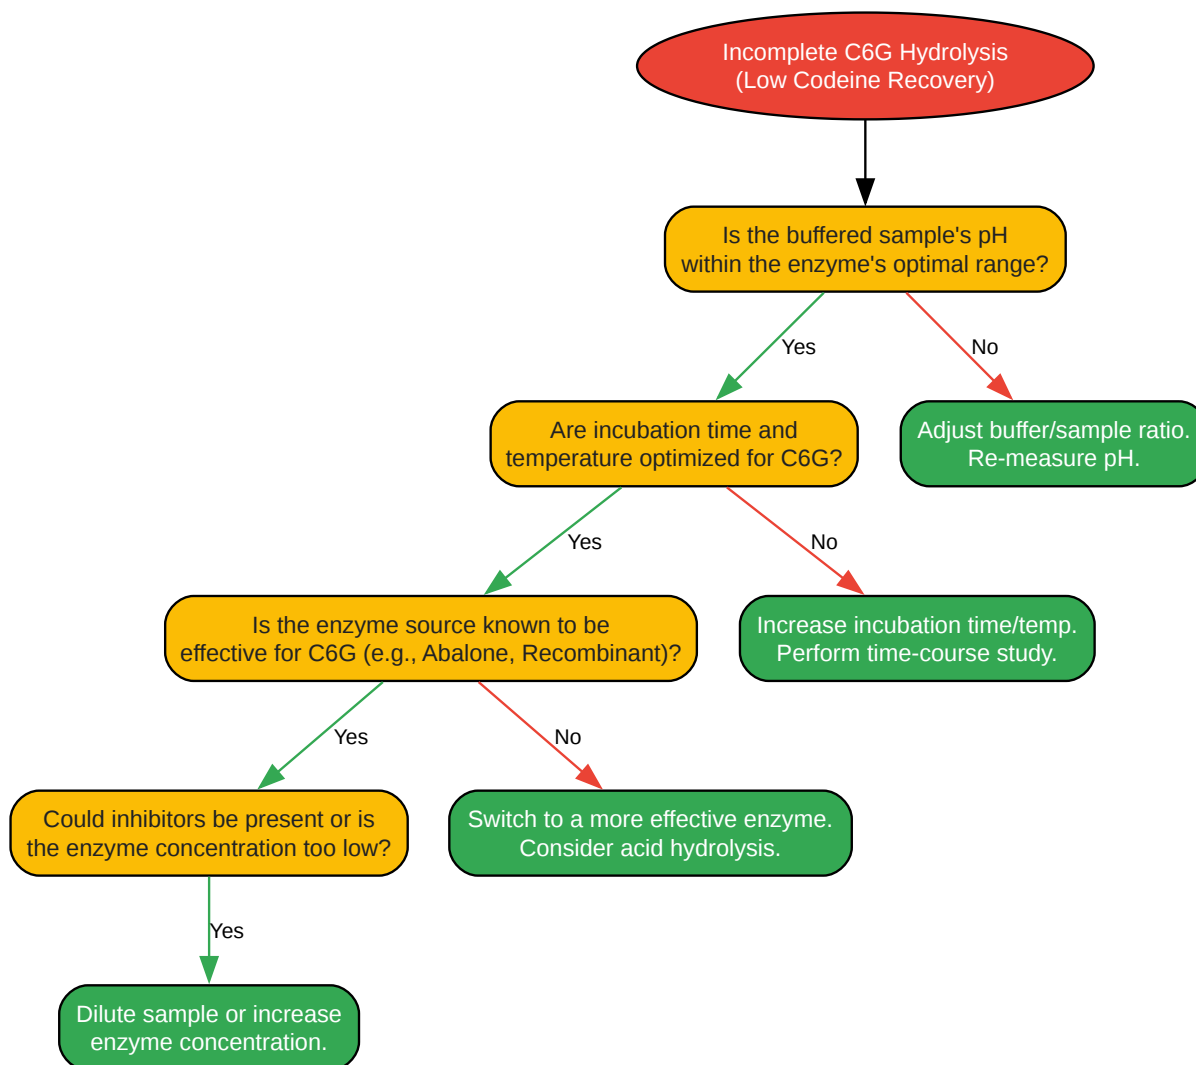 Incomplete C6G Hydrolysis
(Low Codeine Recovery)
Is the buffered sample's pH
within the enzyme's optimal range?
Yes
No
Are incubation time and
temperature optimized for C6G?
Adjust buffer/sample ratio.
Re-measure pH.
Yes
No
Is the enzyme source known to be
effective for C6G (e.g., Abalone, Recombinant)?
Increase incubation time/temp.
Perform time-course study.
Yes
No
Could inhibitors be present or is
the enzyme concentration too low?
Switch to a more effective enzyme.
Consider acid hydrolysis.
Yes
Dilute sample or increase
enzyme concentration.